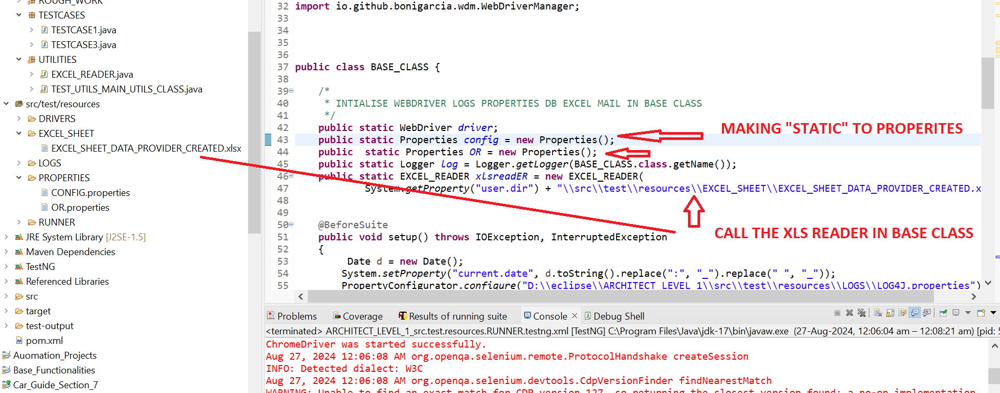 ROUGH_WORK
TESTCASES
TESTCASE1.java
TESTCASE3.java
UTILITIES
EXCEL_READER.java
TEST_UTILS_MAIN_UTILS_CLASS.java
src/test/resources
DRIVERS
EXCEL_SHEET
EXCEL_SHEET_DATA_PROVIDER_CREATED.xlsx
LOGS
PROPERTIES
CONFIG.properties
OR.properties
RUNNER
JRE System Library [J2SE-1.5]
Maven Dependencies
TestNG
Referenced Libraries
src
target
test-output
pom.xml
Auomation_Projects
Base_Functionalities
Car_Guide_Section_7
32 import io.github.bonigarcia.wdm.WebDriverManager;
33
34
35
36
37 public class BASE_CLASS {
38
39 /*
40 * INTIALISE WEBDRIVER LOGS PROPERTIES DB EXCEL MAIL IN BASE CLASS
41 */
42 public static WebDriver driver;
43 public static Properties config = new Properties();
44 public  static Properties OR = new Properties();
45 public static Logger log = Logger.getLogger(BASE_CLASS.class.getName());
46 public static EXCEL_READER xlsreadER = new EXCEL_READER(
47 System.getProperty("user.dir") + "\\src\\test\\resources\\EXCEL_SHEET\\EXCEL_SHEET_DATA_PROVIDER_CREATED.x
48
49
50 @BeforeSuite
51 public void setup() throws IOException, InterruptedException
52 {
53 Date d = new Date();
54 System.setProperty("current.date", d.toString().replace(":", "_").replace(" ", "_"));
55 PropertyConfigurator.configure("D:\\eclipse\\ARCHITECT_LEVEL_1\\src\\test\\resources\\LOGS\\LOG4J.properties")
MAKING "STATIC" TO PROPERITES
CALL THE XLS READER IN BASE CLASS
Problems Coverage Results of running suite Console Debug Shell
<terminated> ARCHITECT_LEVEL_1_src.test.resources.RUNNER.testng.xml [TestNG] C:\Program Files\Java\jdk-17\bin\javaw.exe (27-Aug-2024, 12:06:04 am – 12:08:21 am) [pid:
ChromeDriver was started successfully.
Aug 27, 2024 12:06:08 AM org.openqa.selenium.remote.ProtocolHandshake createSession
INFO: Detected dialect: W3C
Aug 27, 2024 12:06:08 AM org.openqa.selenium.devtools.CdpVersionFinder findNearestMatch
WARNING: Unable to find an exact match for CDP version 127, so returning the closest version found: a no-op implementation